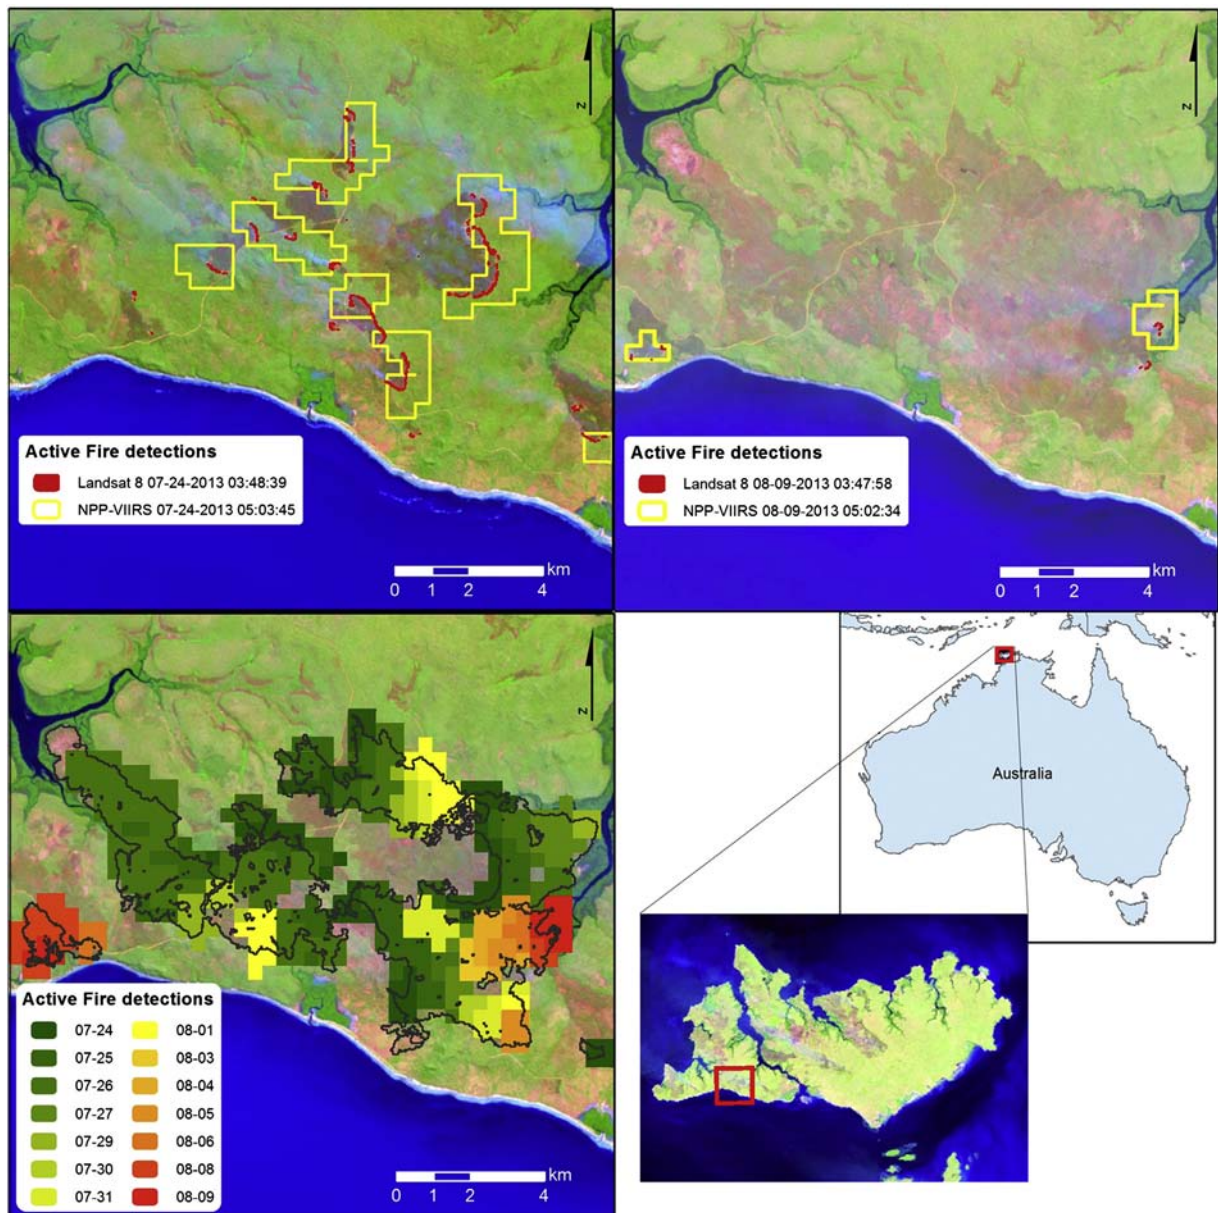 z
z
Active Fire detections
Landsat 8 07-24-2013 03:48:39
NPP-VIIRS 07-24-2013 05:03:45
km
0 1 2 4
Active Fire detections
Landsat 8 08-09-2013 03:47:58
NPP-VIIRS 08-09-2013 05:02:34
km
0 1 2 4
z
Australia
Active Fire detections
07-24 08-01
07-25 08-03
07-26 08-04
07-27 08-05
07-29 08-06
07-30 08-08
07-31 08-09
km
0 1 2 4